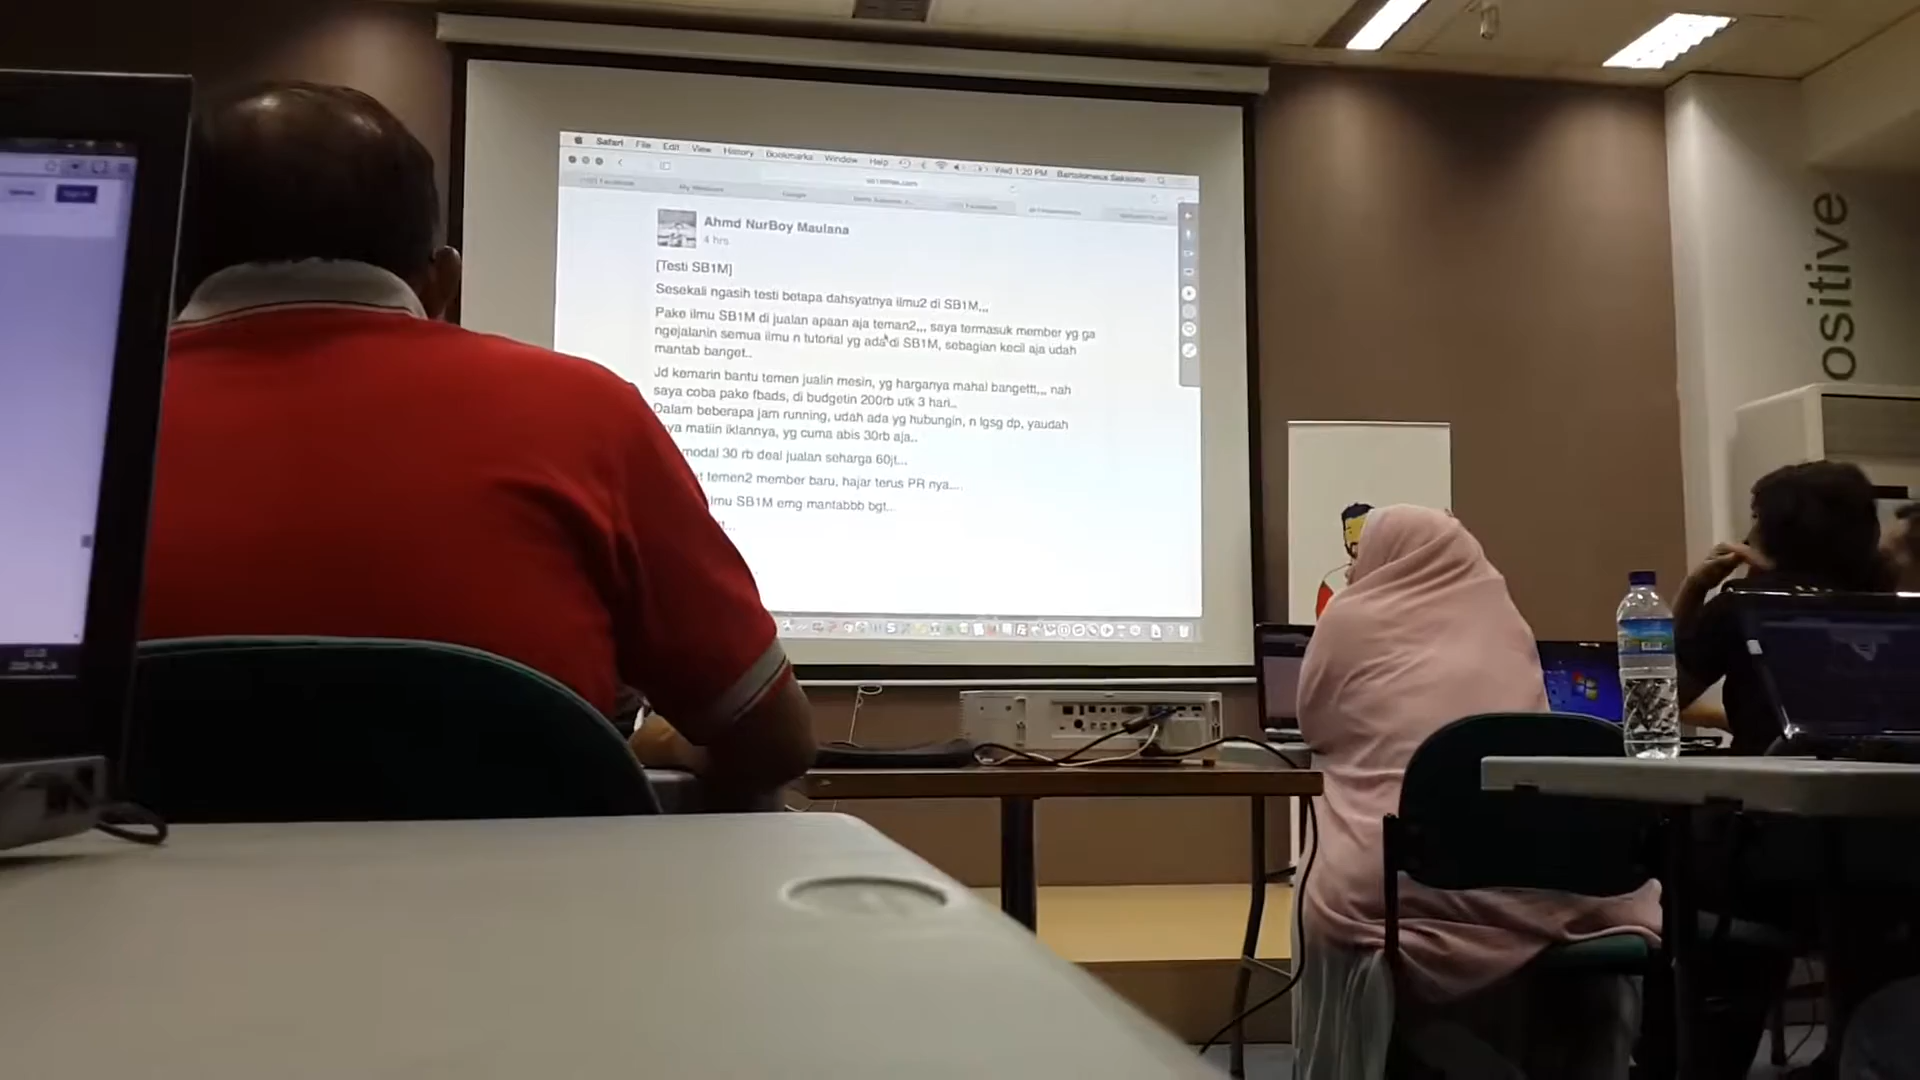 Safari File Edit View History Bookmarks Window Help Wed 1:20 PM
Ahmd NurBoy Maulana
4 hrs
[Testi SB1M]
Sesekali ngasih testi betapa dahsyatnya ilmu2 di SB1M,,,
Pake ilmu SB1M di jualan apaan aja teman2,,, saya termasuk member yg ga
ngejalanin semua ilmu n tutorial yg ada di SB1M, sebagian kecil aja udah
mantab banget..
Jd kemarin bantu temen jualin mesin, yg harganya mahal bangettt,,, nah
saya coba pake fbads, di budgetin 200rb utk 3 hari..
Dalam beberapa jam running, udah ada yg hubungin, n lgsg dp, yaudah
ya matiin iklannya, yg cuma abis 30rb aja..
modal 30 rb deal jualan seharga 60jt...
temen2 member baru, hajar terus PR nya....
lmu SB1M emg mantabbb bgt..
ositive